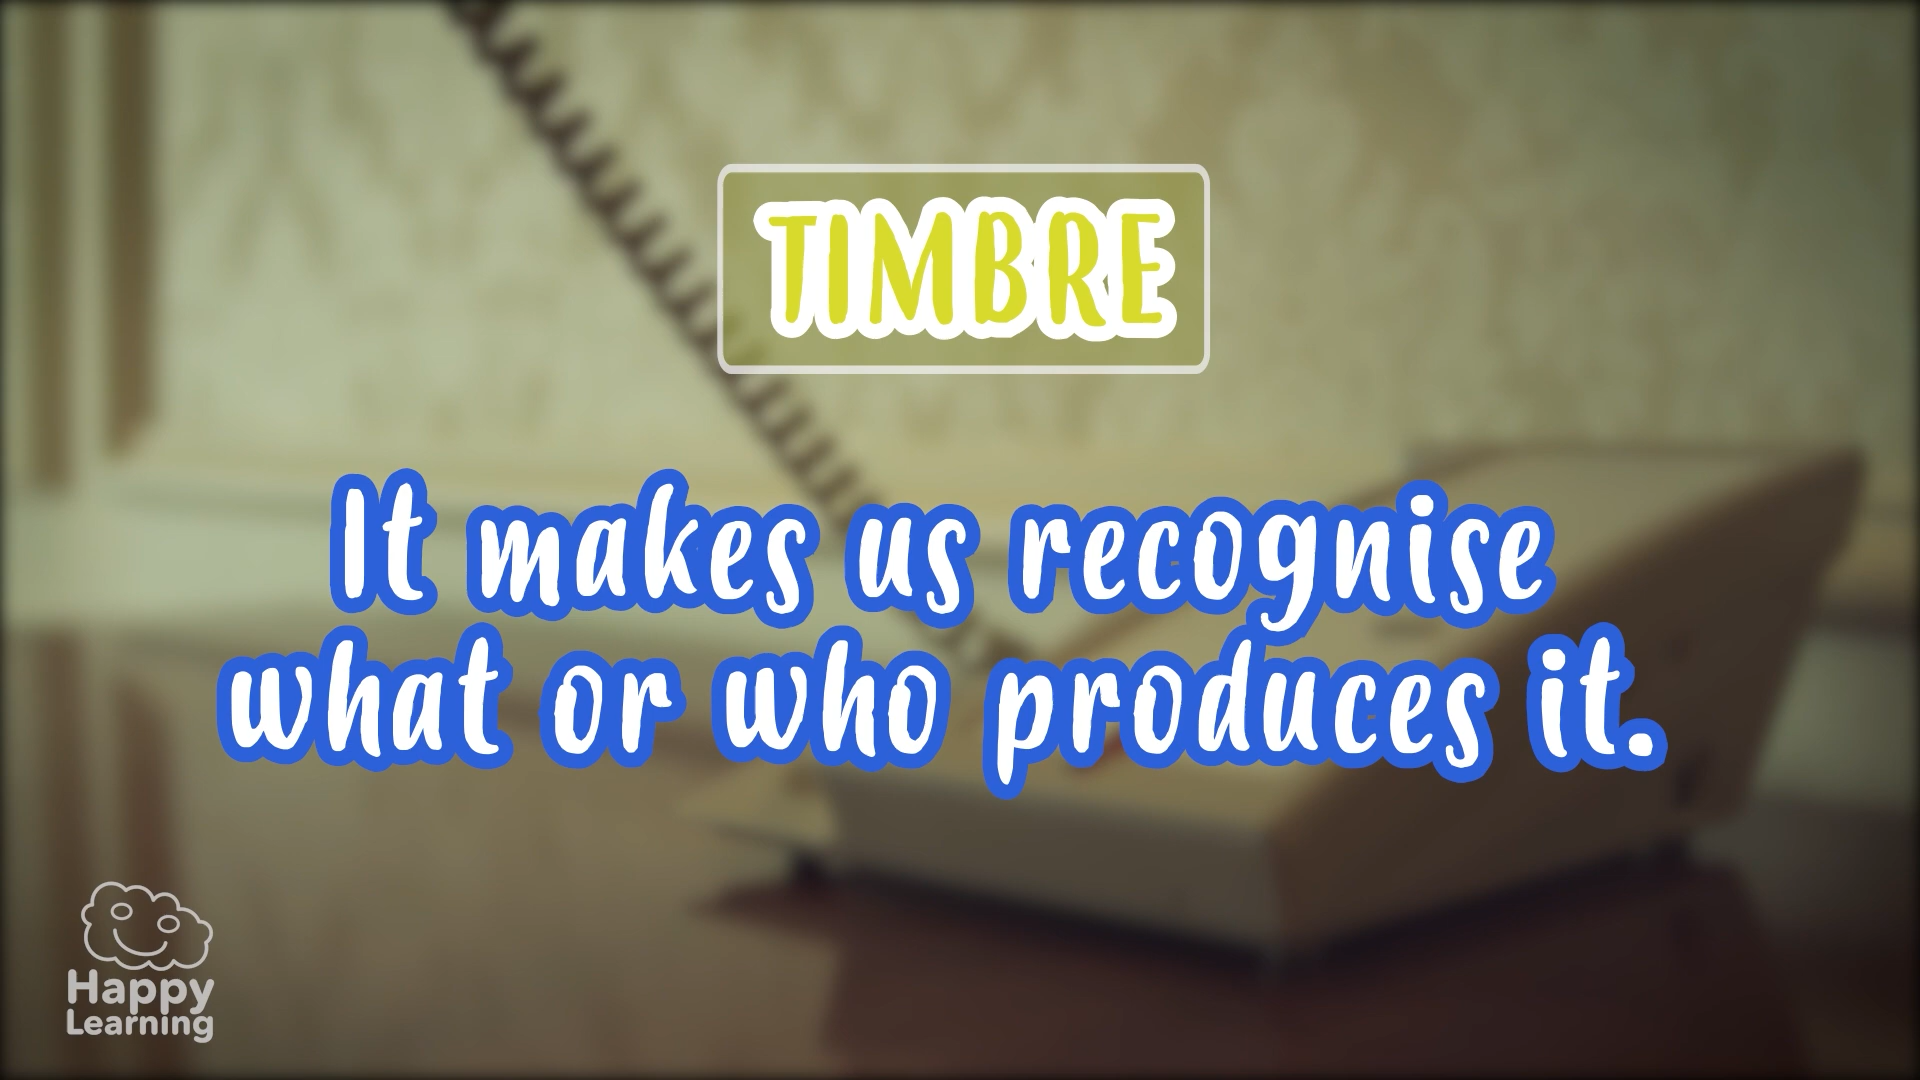 TIMBRE
It makes us recognise
what or who produces it.
Happy
Learning